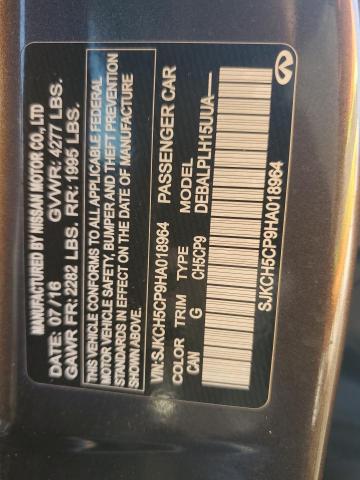 MANUFACTURED BY NISSAN MOTOR CO., LTD
DATE: 07/16 GVWR: 4277 LBS.
GAWR FR: 2282 LBS. RR: 1995 LBS.
THIS VEHICLE CONFORMS TO ALL APPLICABLE FEDERAL
MOTOR VEHICLE SAFETY, BUMPER AND THEFT PREVENTION
STANDARDS IN EFFECT ON THE DATE OF MANUFACTURE
SHOWN ABOVE.
VIN:SJKCH5CP9HA018964 PASSENGER CAR
COLOR TRIM TYPE MODEL
CAN G CH5CP9 DEBALPLH15UUA——
SJKCH5CP9HA018964